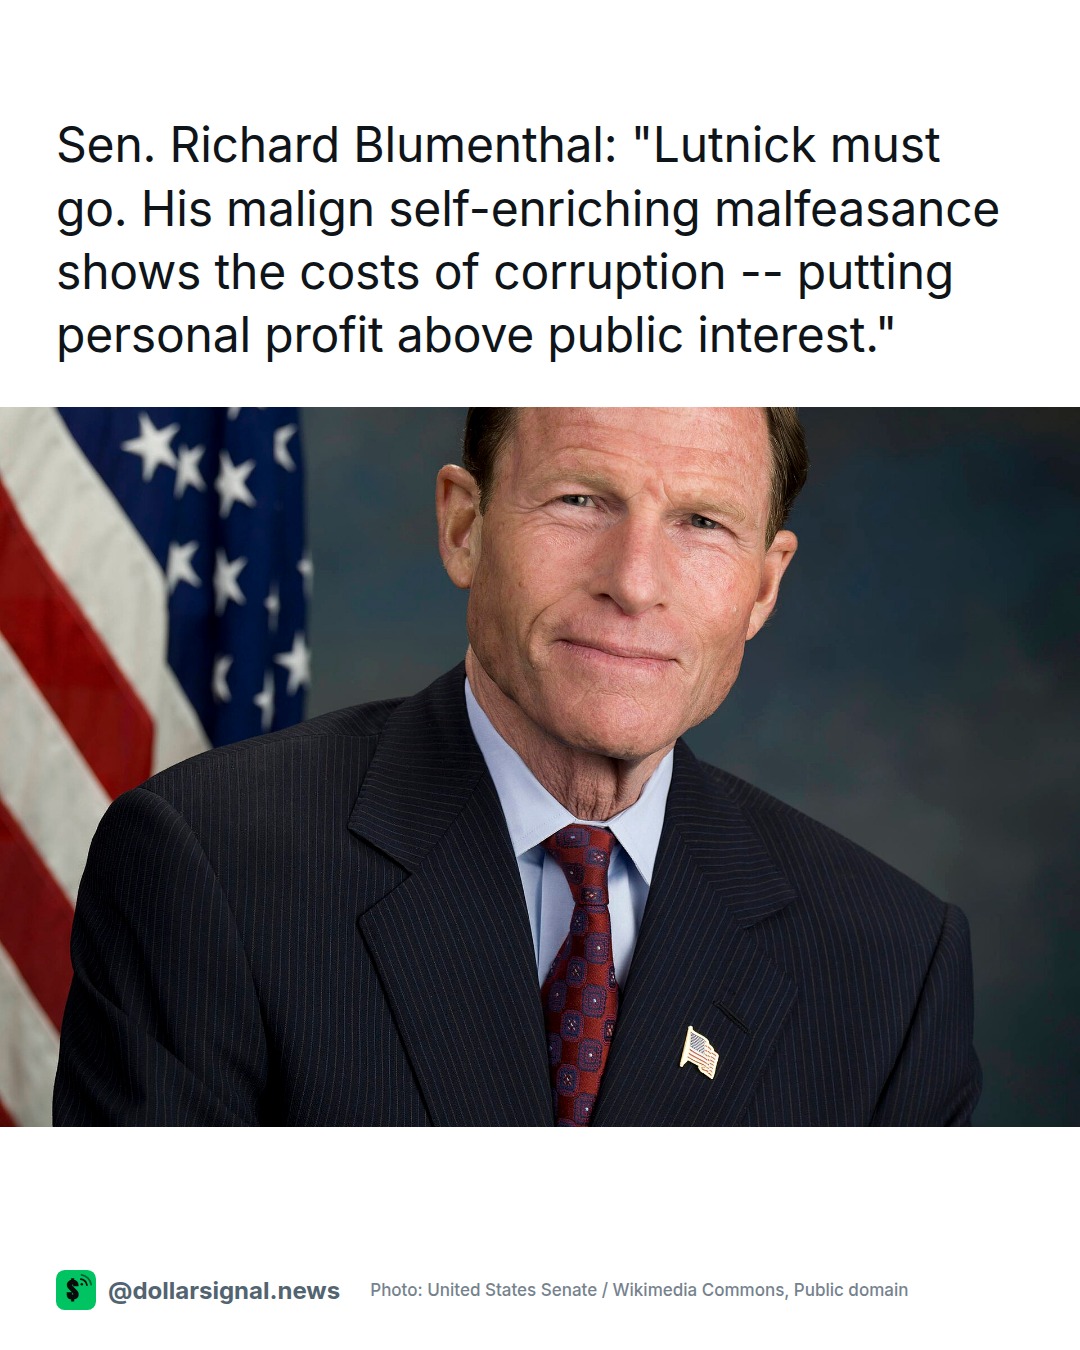 Sen. Richard Blumenthal: "Lutnick must
go. His malign self-enriching malfeasance
shows the costs of corruption -- putting
personal profit above public interest."
@dollarsignal.news
Photo: United States Senate / Wikimedia Commons, Public domain